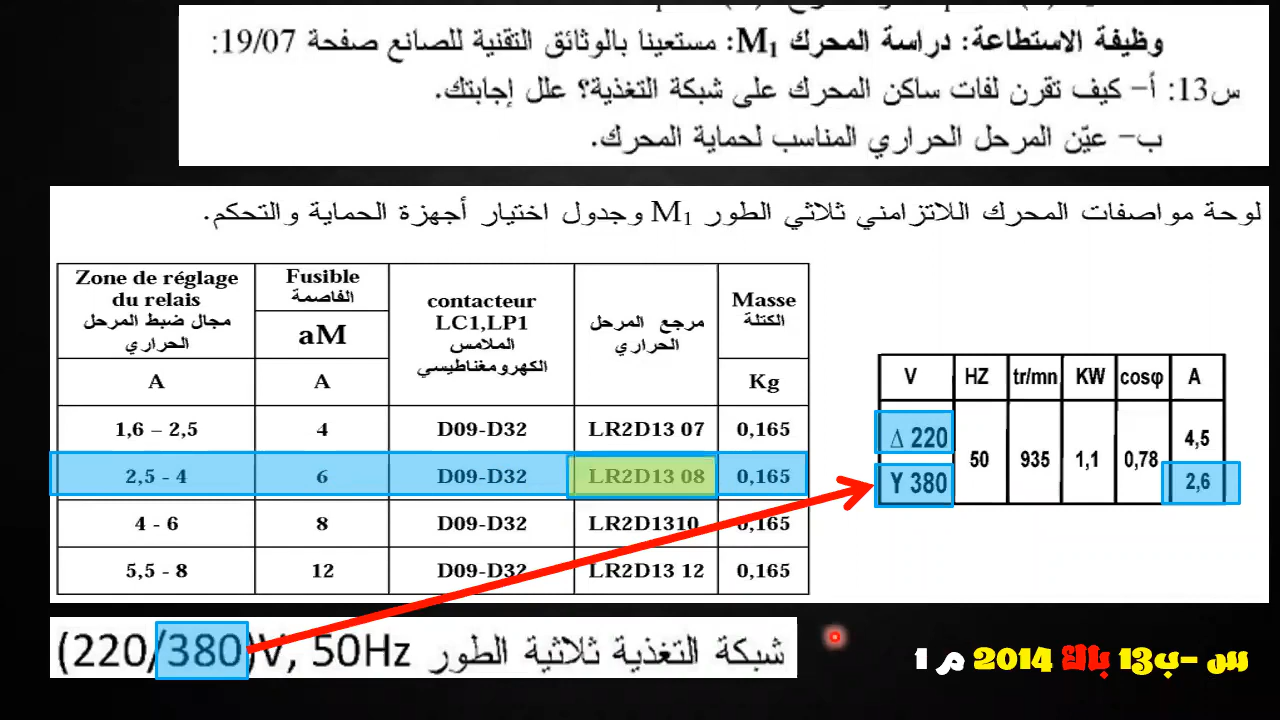 وظيفة الاستطاعة: دراسة المحرك M1: مستعينا بالوثائق التقنية للصانع صفحة 19/07:
س13: أ– كيف تقرن لفات ساكن المحرك على شبكة التغذية؟ علل إجابتك.
ب– عيّن المرحل الحراري المناسب لحماية المحرك.
لوحة مواصفات المحرك اللاتزامني ثلاثي الطور M1 وجدول اختيار أجهزة الحماية والتحكم.
Zone de réglage du relais مجال ضبط المرحل الحراري | Fusible الفاصمة aM | contacteur LC1,LP1 الملامس الكهرومغناطيسي | مرجع المرحل الحراري | Masse الكتلة
A | A | Kg
1,6 – 2,5 | 4 | D09-D32 | LR2D13 07 | 0,165
2,5 - 4 | 6 | D09-D32 | LR2D13 08 | 0,165
4 - 6 | 8 | D09-D32 | LR2D1310 | 0,165
5,5 - 8 | 12 | D09-D32 | LR2D13 12 | 0,165
V | HZ | tr/mn | KW | cosφ | A
Δ 220 | 50 | 935 | 1,1 | 0,78 | 4,5
Y 380 | 2,6
شبكة التغذية ثلاثية الطور (220/380)V, 50Hz
س13–ب باك 2014 م 1